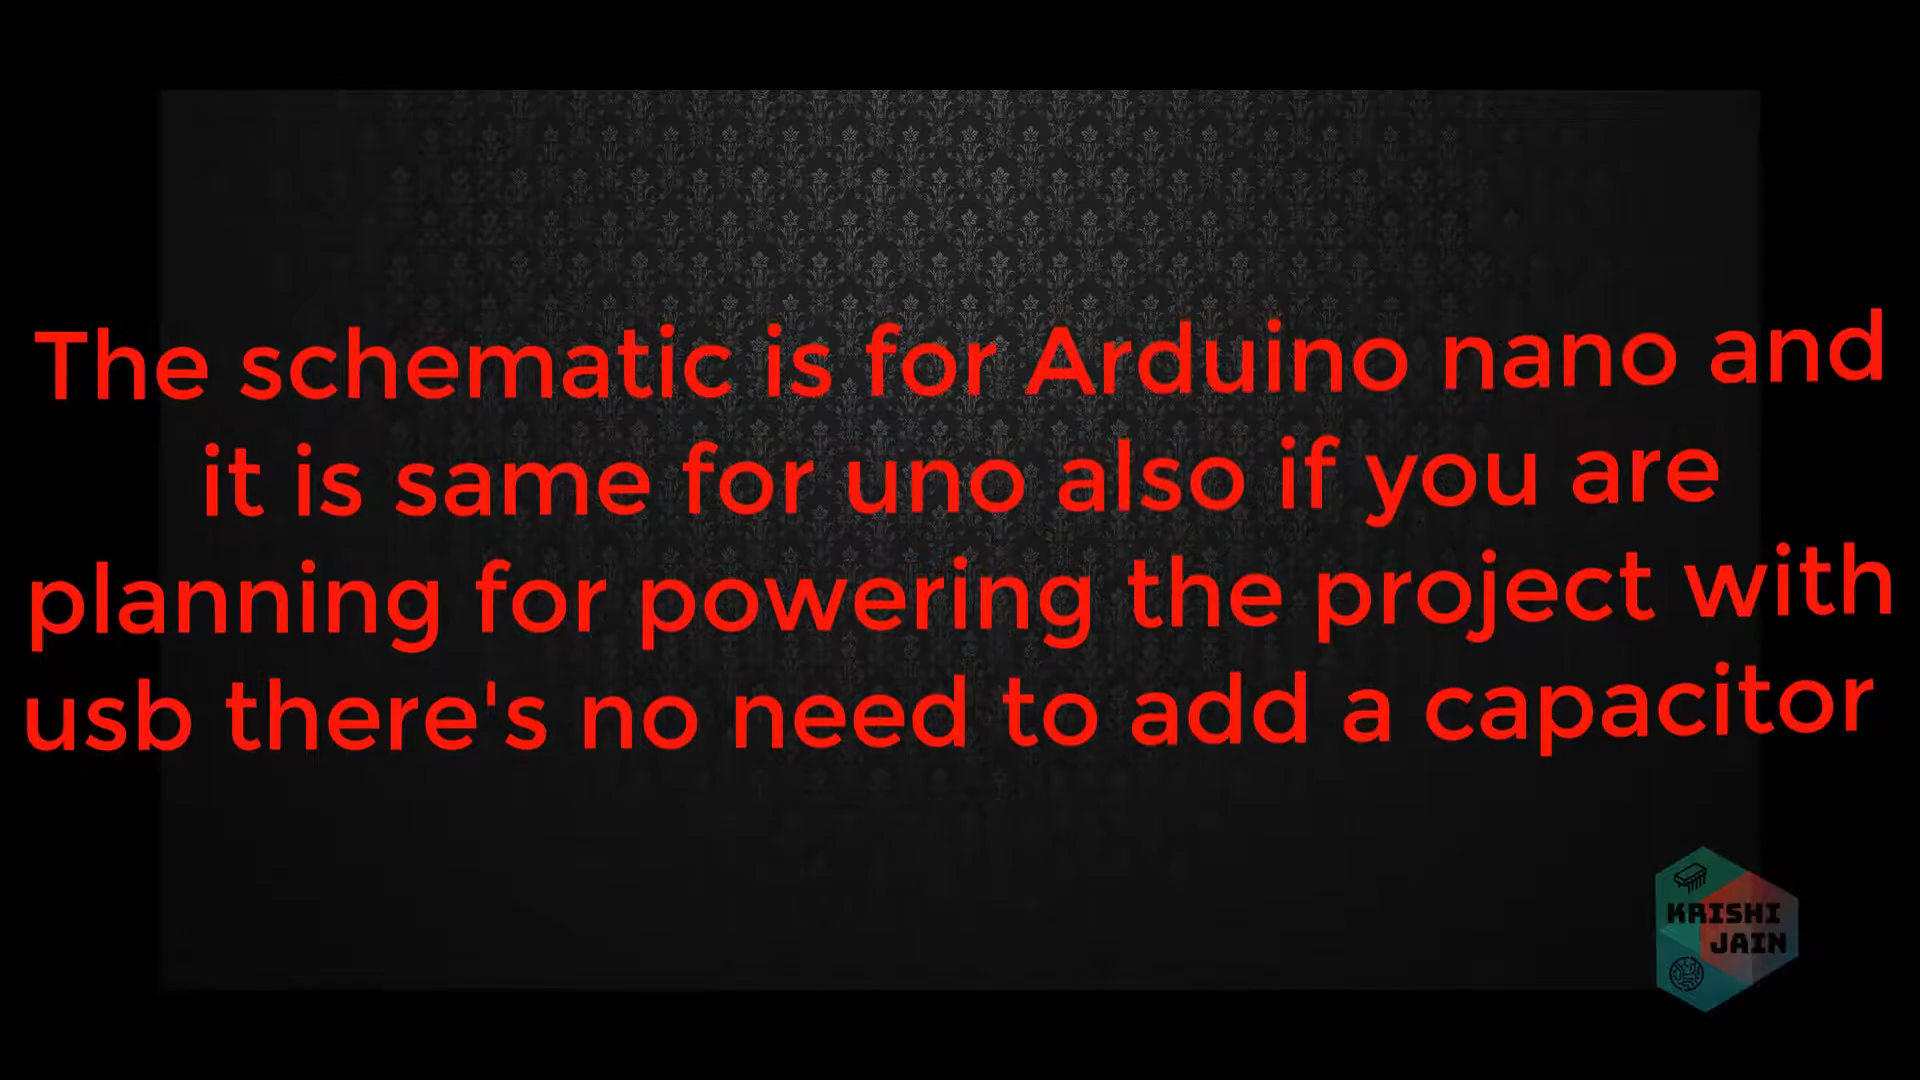 The schematic is for Arduino nano and
it is same for uno also if you are
planning for powering the project with
usb there's no need to add a capacitor
KRISHI
JAIN